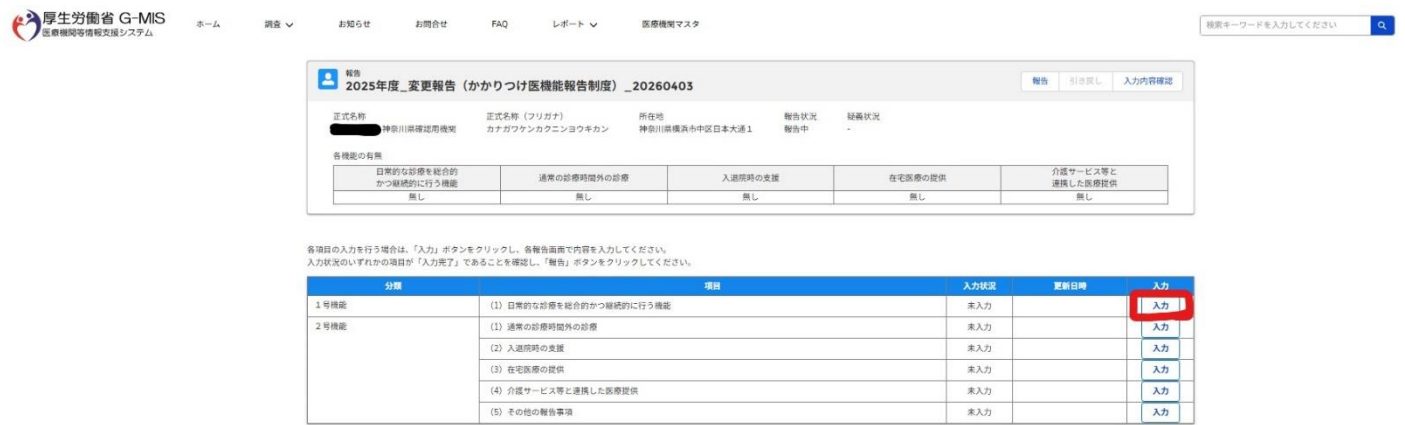 厚生労働省 G-MIS
医療機関等情報支援システム
ホーム
調査
お知らせ
お問合せ
FAQ
レポート
医療機関マスタ
検索キーワードを入力してください
報告
2025年度_変更報告（かかりつけ医機能報告制度）_20260403
報告
引き戻し
入力内容確認
正式名称 正式名称（フリガナ） 所在地 報告状況 疑義状況
神奈川県確認用機関 カナガワケンカクニンヨウキカン 神奈川県横浜市中区日本大通１ 報告中 -
各機能の有無
日常的な診療を総合的
かつ継続的に行う機能
通常の診療時間外の診療
入退院時の支援
在宅医療の提供
介護サービス等と
連携した医療提供
無し 無し 無し 無し 無し
各項目の入力を行う場合は、「入力」ボタンをクリックし、各報告画面で内容を入力してください。
入力状況のいずれかの項目が「入力完了」であることを確認し、「報告」ボタンをクリックしてください。
分類 項目 入力状況 更新日時 入力
１号機能 （1）日常的な診療を総合的かつ継続的に行う機能 未入力 入力
２号機能 （1）通常の診療時間外の診療 未入力 入力
（2）入退院時の支援 未入力 入力
（3）在宅医療の提供 未入力 入力
（4）介護サービス等と連携した医療提供 未入力 入力
（5）その他の報告事項 未入力 入力